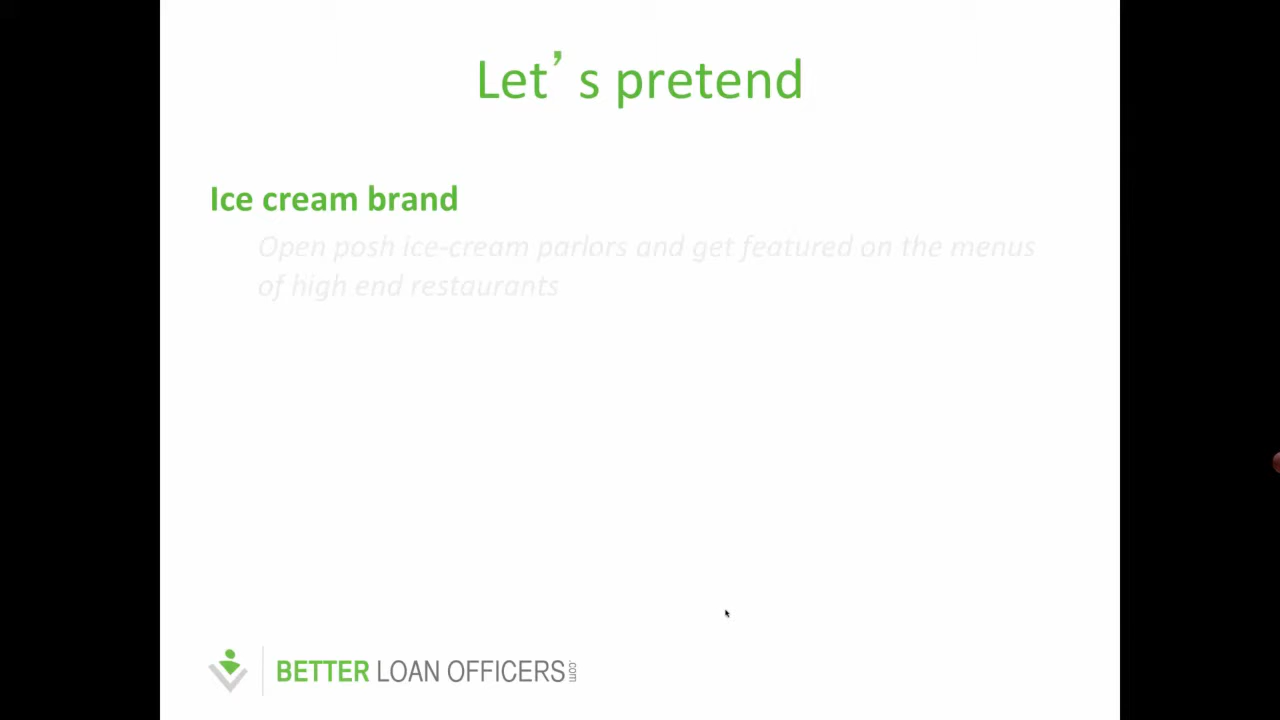 Let’s pretend
Ice cream brand
Open posh ice-cream parlors and get featured on the menus
of high end restaurants
BETTER LOAN OFFICERS.com